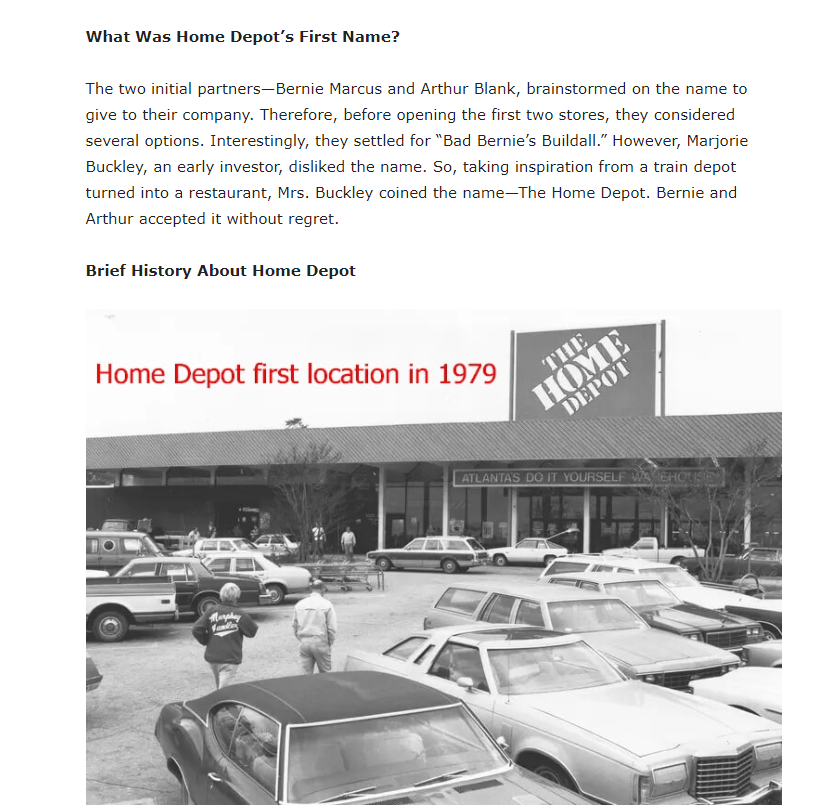 What Was Home Depot’s First Name?
The two initial partners—Bernie Marcus and Arthur Blank, brainstormed on the name to
give to their company. Therefore, before opening the first two stores, they considered
several options. Interestingly, they settled for “Bad Bernie’s Buildall.” However, Marjorie
Buckley, an early investor, disliked the name. So, taking inspiration from a train depot
turned into a restaurant, Mrs. Buckley coined the name—The Home Depot. Bernie and
Arthur accepted it without regret.
Brief History About Home Depot
Home Depot first location in 1979
THE
HOME
DEPOT
ATLANTAS DO IT YOURSELF WAREHOUSE